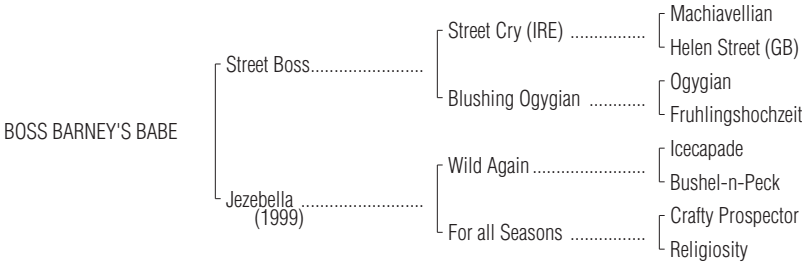 Machiavellian
Street Cry (IRE) ................
Helen Street (GB)
Street Boss........................
Ogygian
Blushing Ogygian ............
Fruhlingshochzeit
BOSS BARNEY'S BABE
Icecapade
Wild Again ........................
Bushel-n-Peck
Jezebella ..........................
(1999)
Crafty Prospector
For all Seasons ................
Religiosity